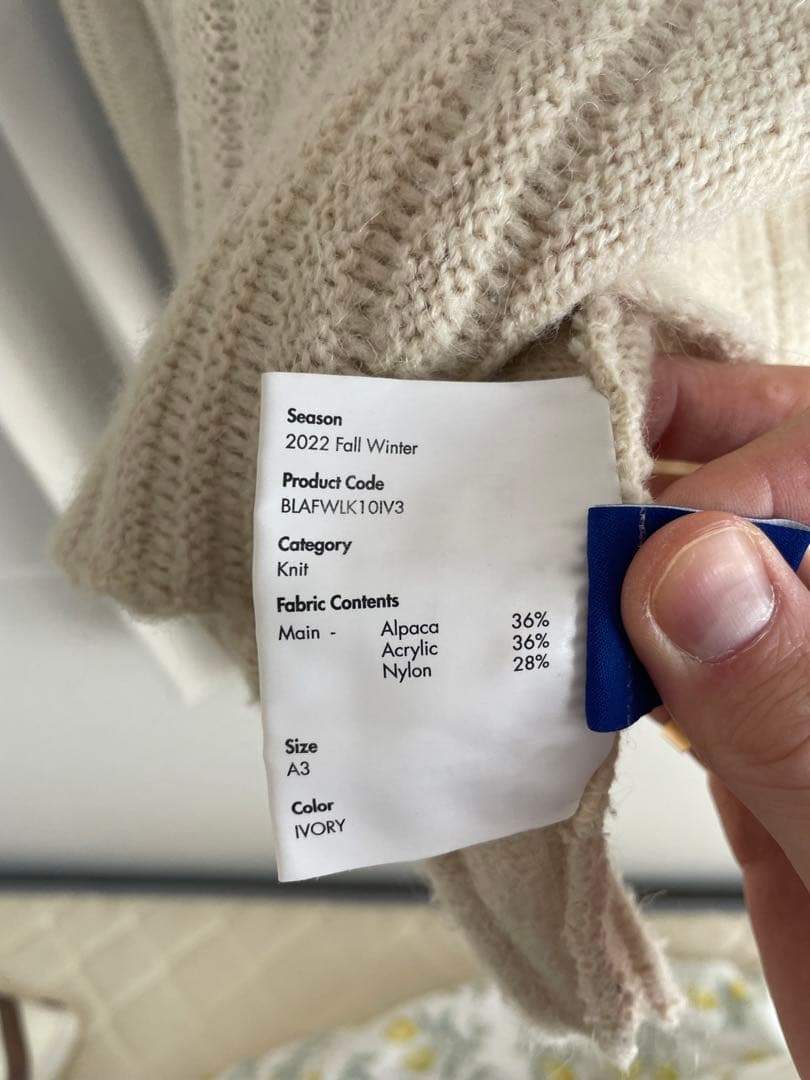 Season
2022 Fall Winter
Product Code
BLAFWLK10IV3
Category
Knit
Fabric Contents
Main - Alpaca 36%
Acrylic 36%
Nylon 28%
Size
A3
Color
IVORY